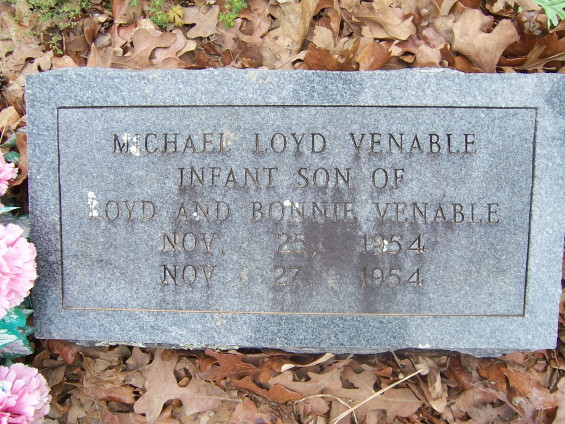 MICHAEL LOYD VENABLE
INFANT SON OF
LOYD AND BONNIE VENABLE
NOV. 25, 1954
NOV. 27, 1954